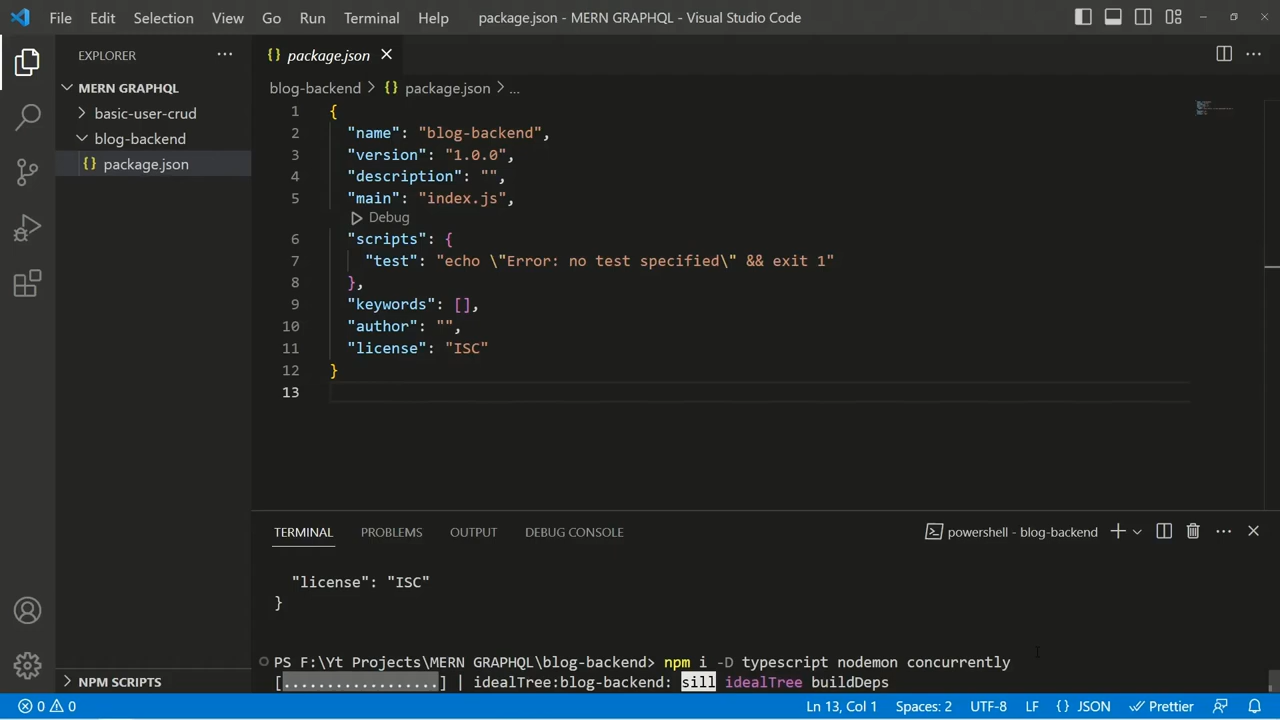 File Edit Selection View Go Run Terminal Help package.json - MERN GRAPHQL - Visual Studio Code
EXPLORER
MERN GRAPHQL
basic-user-crud
blog-backend
{} package.json
NPM SCRIPTS
{} package.json
blog-backend > {} package.json > ...
1 {
2 "name": "blog-backend",
3 "version": "1.0.0",
4 "description": "",
5 "main": "index.js",
Debug
6 "scripts": {
7 "test": "echo \"Error: no test specified\" && exit 1"
8 },
9 "keywords": [],
10 "author": "",
11 "license": "ISC"
12 }
13
TERMINAL PROBLEMS OUTPUT DEBUG CONSOLE powershell - blog-backend
"license": "ISC"
}
PS F:\Yt Projects\MERN GRAPHQL\blog-backend> npm i -D typescript nodemon concurrently
[..................] | idealTree:blog-backend: sill idealTree buildDeps
0 0 Ln 13, Col 1 Spaces: 2 UTF-8 LF {} JSON Prettier